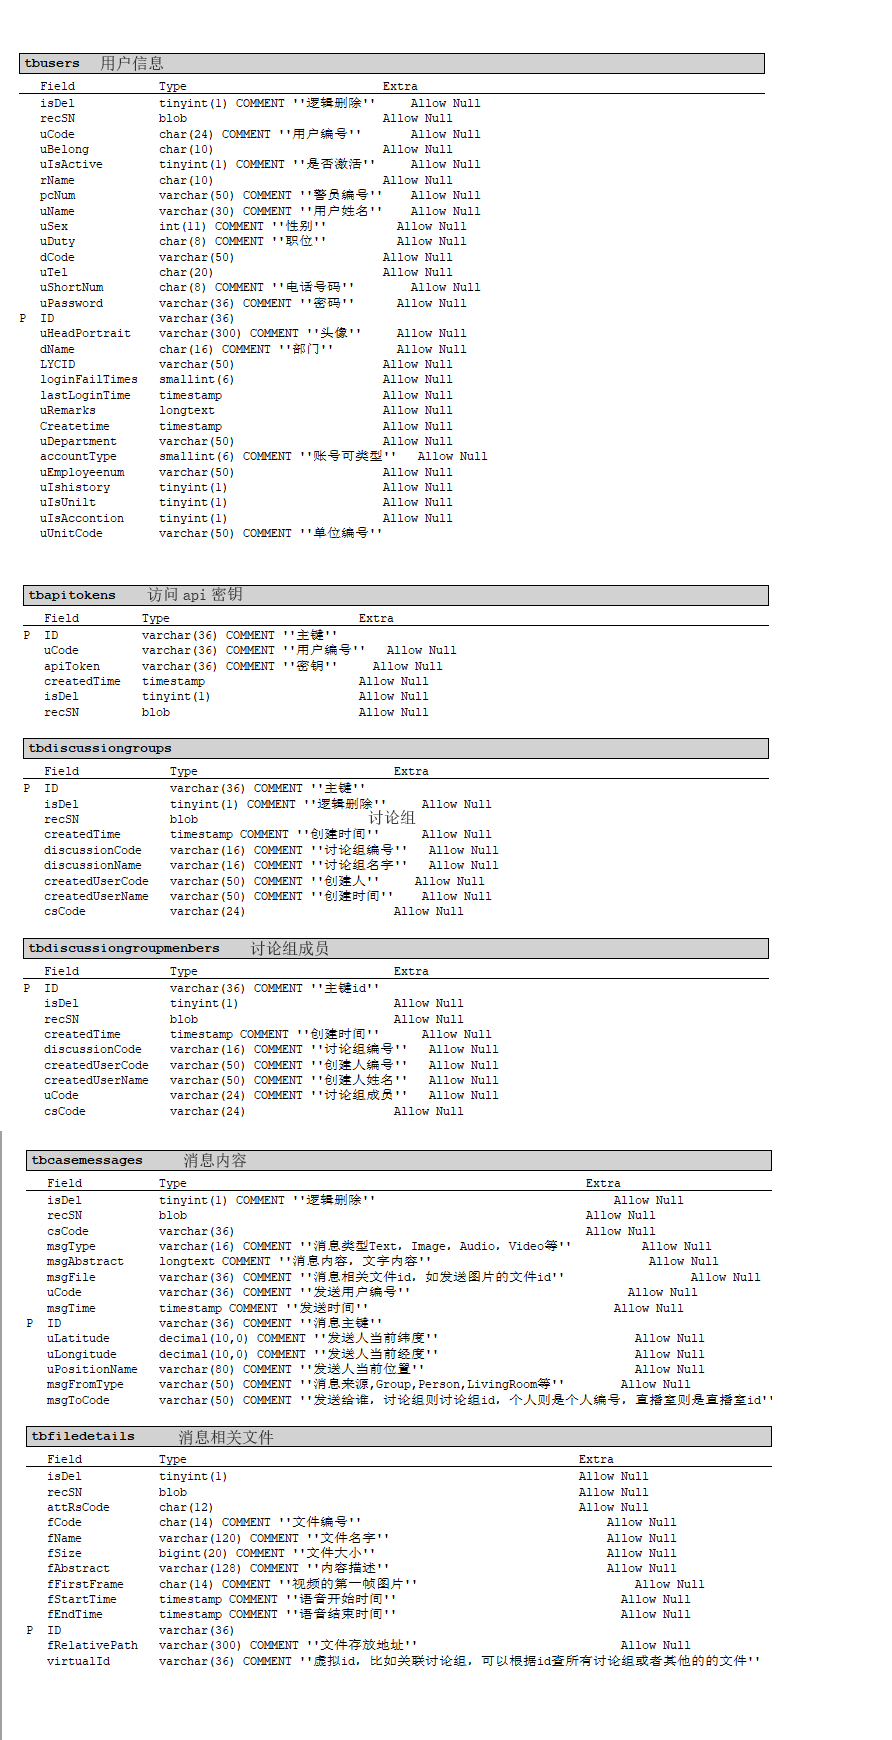 tbusers 用户信息
Field Type Extra
isDel tinyint(1) COMMENT ''逻辑删除'' Allow Null
recSN blob Allow Null
uCode char(24) COMMENT ''用户编号'' Allow Null
uBelong char(10) Allow Null
uIsActive tinyint(1) COMMENT ''是否激活'' Allow Null
rName char(10) Allow Null
pcNum varchar(50) COMMENT ''警员编号'' Allow Null
uName varchar(30) COMMENT ''用户姓名'' Allow Null
uSex int(11) COMMENT ''性别'' Allow Null
uDuty char(8) COMMENT ''职位'' Allow Null
dCode varchar(50) Allow Null
uTel char(20) Allow Null
uShortNum char(8) COMMENT ''电话号码'' Allow Null
uPassword varchar(36) COMMENT ''密码'' Allow Null
P ID varchar(36)
uHeadPortrait varchar(300) COMMENT ''头像'' Allow Null
dName char(16) COMMENT ''部门'' Allow Null
LYCID varchar(50) Allow Null
loginFailTimes smallint(6) Allow Null
lastLoginTime timestamp Allow Null
uRemarks longtext Allow Null
Createtime timestamp Allow Null
uDepartment varchar(50) Allow Null
accountType smallint(6) COMMENT ''账号可类型'' Allow Null
uEmployeenum varchar(50) Allow Null
uIshistory tinyint(1) Allow Null
uIsUnilt tinyint(1) Allow Null
uIsAccontion tinyint(1) Allow Null
uUnitCode varchar(50) COMMENT ''单位编号''
tbapitokens 访问 api 密钥
Field Type Extra
P ID varchar(36) COMMENT ''主键''
uCode varchar(36) COMMENT ''用户编号'' Allow Null
apiToken varchar(36) COMMENT ''密钥'' Allow Null
createdTime timestamp Allow Null
isDel tinyint(1) Allow Null
recSN blob Allow Null
tbdiscussiongroups
Field Type Extra
P ID varchar(36) COMMENT ''主键''
isDel tinyint(1) COMMENT ''逻辑删除'' Allow Null
recSN blob 讨论组
createdTime timestamp COMMENT ''创建时间'' Allow Null
discussionCode varchar(16) COMMENT ''讨论组编号'' Allow Null
discussionName varchar(16) COMMENT ''讨论组名字'' Allow Null
createdUserCode varchar(50) COMMENT ''创建人'' Allow Null
createdUserName varchar(50) COMMENT ''创建时间'' Allow Null
csCode varchar(24) Allow Null
tbdiscussiongroupmenbers 讨论组成员
Field Type Extra
P ID varchar(36) COMMENT ''主键id''
isDel tinyint(1) Allow Null
recSN blob Allow Null
createdTime timestamp COMMENT ''创建时间'' Allow Null
discussionCode varchar(16) COMMENT ''讨论组编号'' Allow Null
createdUserCode varchar(50) COMMENT ''创建人编号'' Allow Null
createdUserName varchar(50) COMMENT ''创建人姓名'' Allow Null
uCode varchar(24) COMMENT ''讨论组成员'' Allow Null
csCode varchar(24) Allow Null
tbcasemessages 消息内容
Field Type Extra
isDel tinyint(1) COMMENT ''逻辑删除'' Allow Null
recSN blob Allow Null
csCode varchar(36) Allow Null
msgType varchar(16) COMMENT ''消息类型Text，Image，Audio，Video等'' Allow Null
msgAbstract longtext COMMENT ''消息内容，文字内容'' Allow Null
msgFile varchar(36) COMMENT ''消息相关文件id，如发送图片的文件id'' Allow Null
uCode varchar(36) COMMENT ''发送用户编号'' Allow Null
msgTime timestamp COMMENT ''发送时间'' Allow Null
P ID varchar(36) COMMENT ''消息主键''
uLatitude decimal(10,0) COMMENT ''发送人当前纬度'' Allow Null
uLongitude decimal(10,0) COMMENT ''发送人当前经度'' Allow Null
uPositionName varchar(80) COMMENT ''发送人当前位置'' Allow Null
msgFromType varchar(50) COMMENT ''消息来源,Group,Person,LivingRoom等'' Allow Null
msgToCode varchar(50) COMMENT ''发送给谁，讨论组则讨论组id，个人则是个人编号，直播室则是直播室id''
tbfiledetails 消息相关文件
Field Type Extra
isDel tinyint(1) Allow Null
recSN blob Allow Null
attRsCode char(12) Allow Null
fCode char(14) COMMENT ''文件编号'' Allow Null
fName varchar(120) COMMENT ''文件名字'' Allow Null
fSize bigint(20) COMMENT ''文件大小'' Allow Null
fAbstract varchar(128) COMMENT ''内容描述'' Allow Null
fFirstFrame char(14) COMMENT ''视频的第一帧图片'' Allow Null
fStartTime timestamp COMMENT ''语音开始时间'' Allow Null
fEndTime timestamp COMMENT ''语音结束时间'' Allow Null
P ID varchar(36)
fRelativePath varchar(300) COMMENT ''文件存放地址'' Allow Null
virtualId varchar(36) COMMENT ''虚拟id，比如关联讨论组，可以根据id查所有讨论组或者其他的的文件''